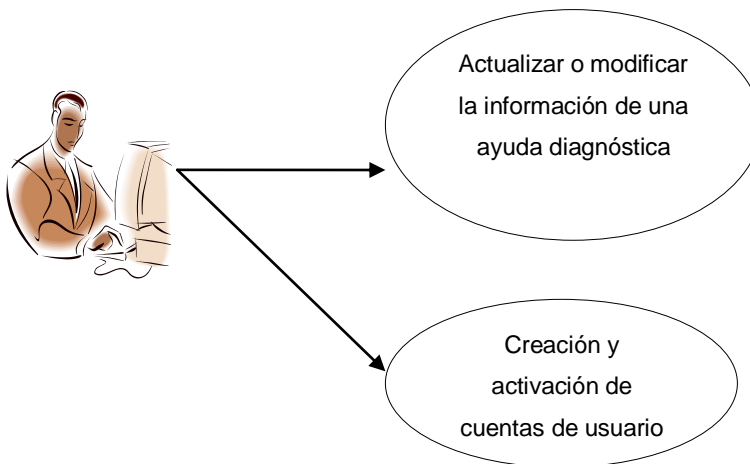 Actualizar o modificar
la información de una
ayuda diagnóstica
Creación y
activación de
cuentas de usuario